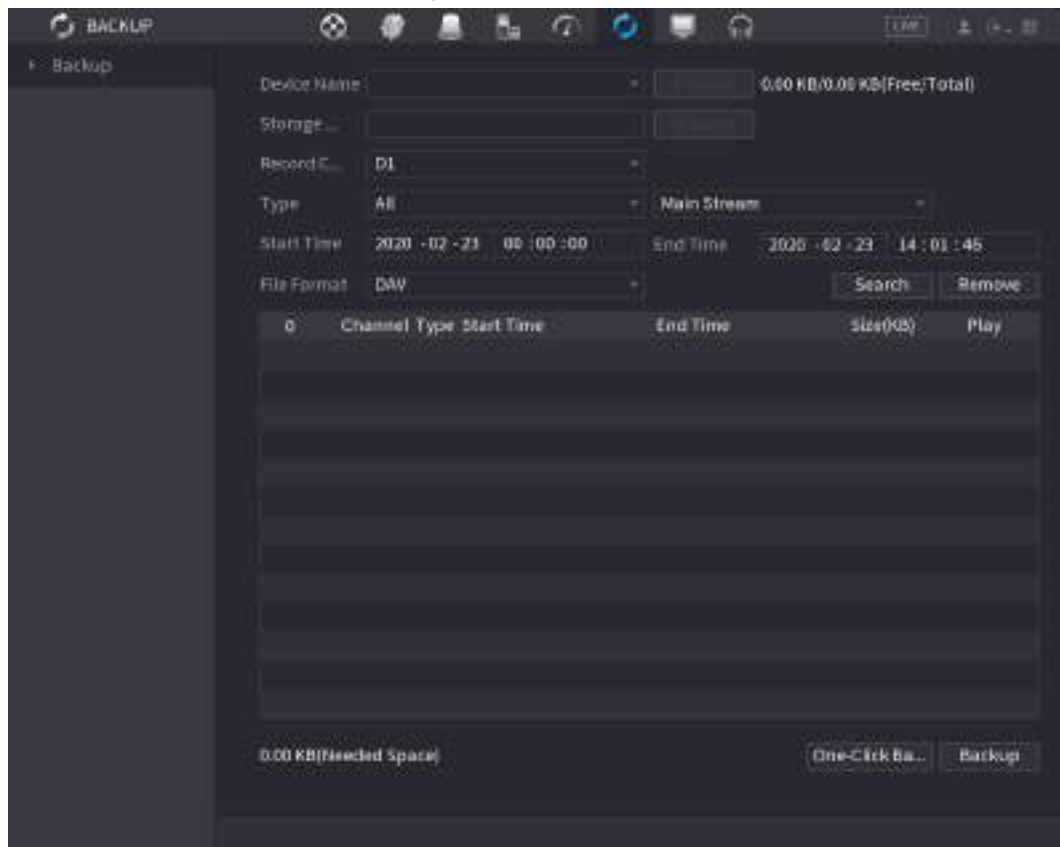 BACKUP LIVE
Backup
Device Name 0.00 KB/0.00 KB(Free/Total)
Storage ...
Record C... D1
Type All Main Stream
Start Time 2020 - 02 - 23 00 : 00 : 00 End Time 2020 - 02 - 23 14 : 01 : 46
File Format DAV Search Remove
0 Channel Type Start Time End Time Size(KB) Play
0.00 KB(Needed Space) One-Click Ba... Backup